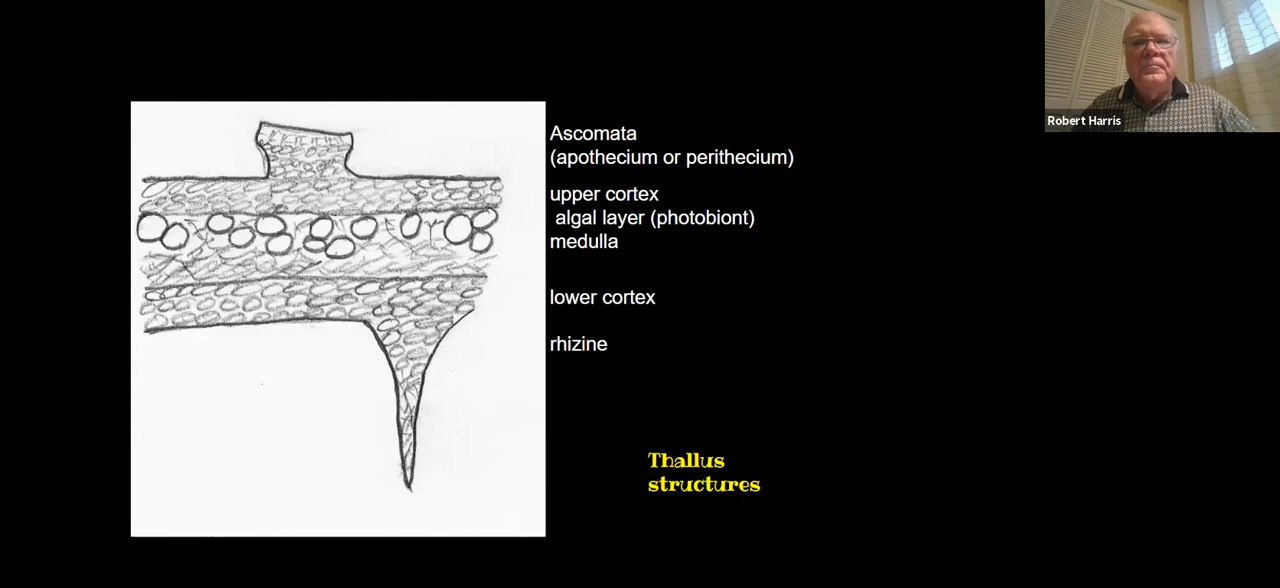 Robert Harris
Ascomata
(apothecium or perithecium)
upper cortex
algal layer (photobiont)
medulla
lower cortex
rhizine
Thallus
structures